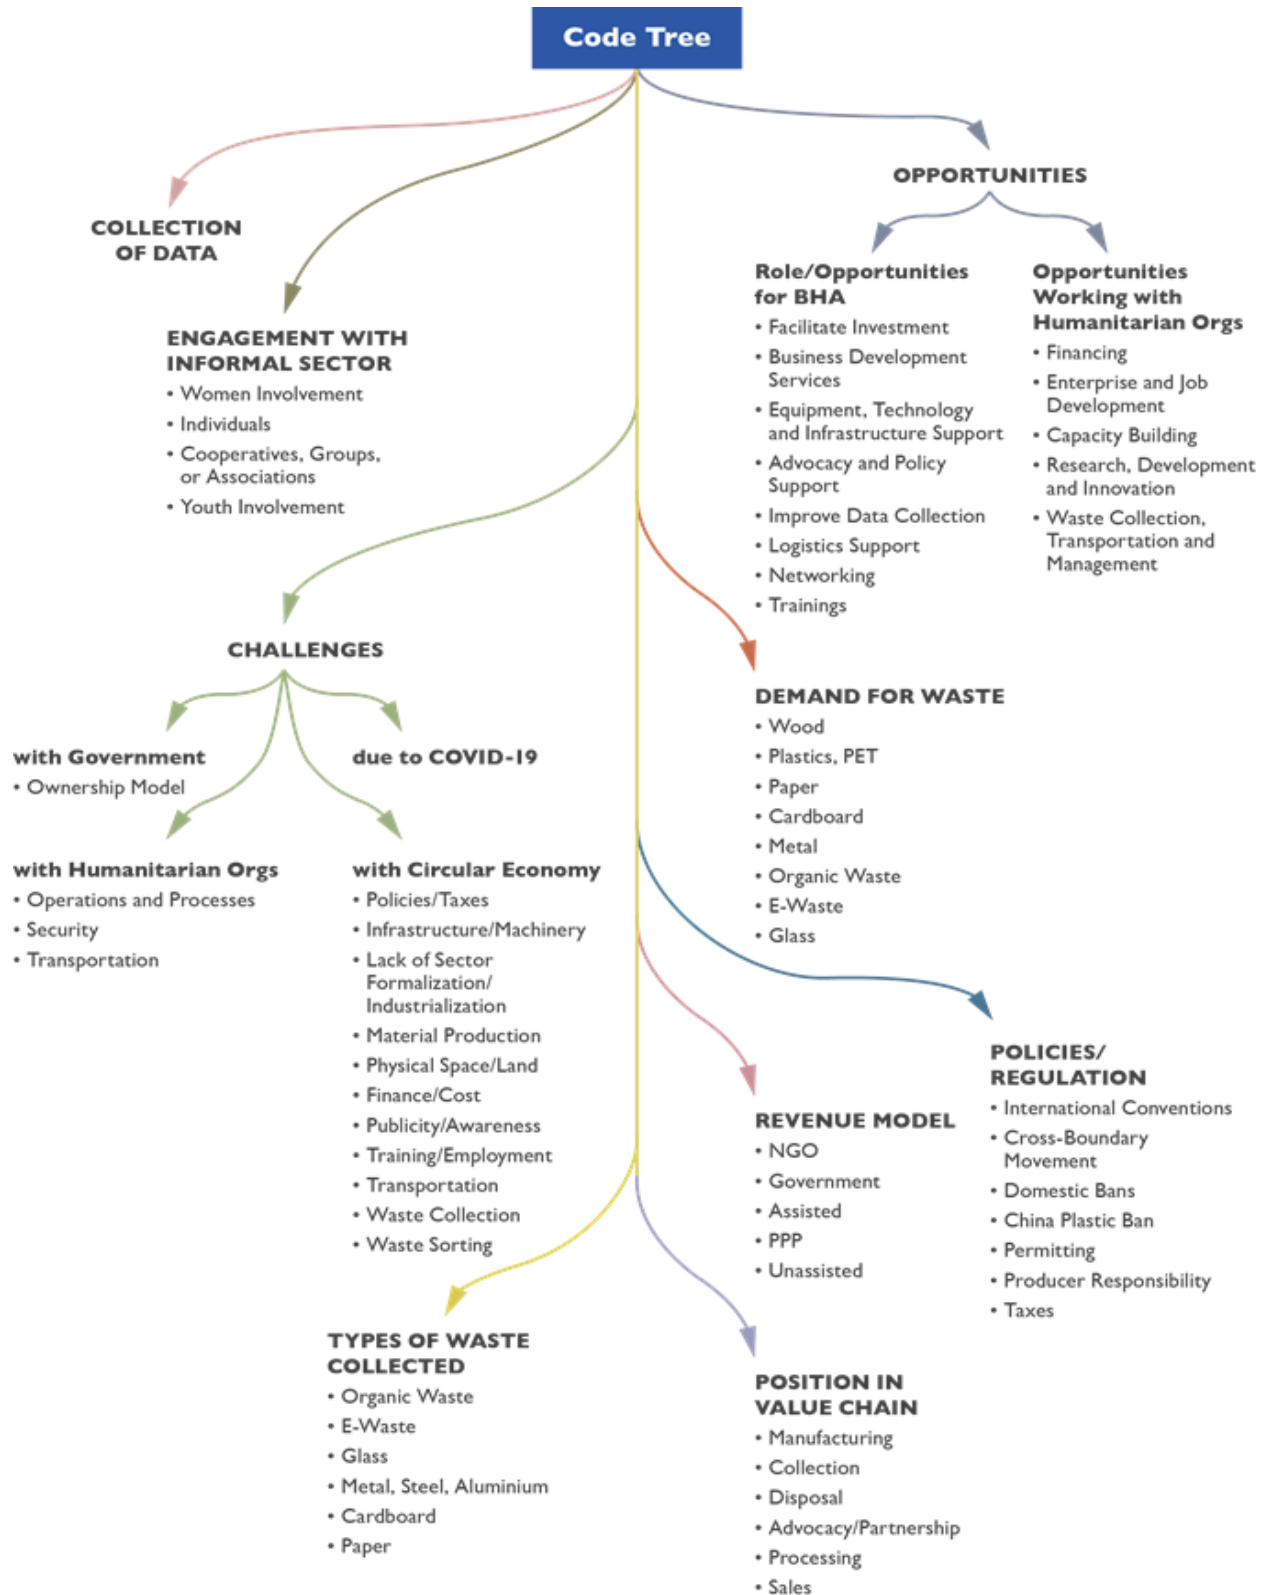 Code Tree
COLLECTION
OF DATA
ENGAGEMENT WITH
INFORMAL SECTOR
• Women Involvement
• Individuals
• Cooperatives, Groups,
or Associations
• Youth Involvement
CHALLENGES
with Government
• Ownership Model
due to COVID-19
with Humanitarian Orgs
• Operations and Processes
• Security
• Transportation
with Circular Economy
• Policies/Taxes
• Infrastructure/Machinery
• Lack of Sector
Formalization/
Industrialization
• Material Production
• Physical Space/Land
• Finance/Cost
• Publicity/Awareness
• Training/Employment
• Transportation
• Waste Collection
• Waste Sorting
TYPES OF WASTE
COLLECTED
• Organic Waste
• E-Waste
• Glass
• Metal, Steel, Aluminium
• Cardboard
• Paper
OPPORTUNITIES
Role/Opportunities
for BHA
• Facilitate Investment
• Business Development
Services
• Equipment, Technology
and Infrastructure Support
• Advocacy and Policy
Support
• Improve Data Collection
• Logistics Support
• Networking
• Trainings
Opportunities
Working with
Humanitarian Orgs
• Financing
• Enterprise and Job
Development
• Capacity Building
• Research, Development
and Innovation
• Waste Collection,
Transportation and
Management
DEMAND FOR WASTE
• Wood
• Plastics, PET
• Paper
• Cardboard
• Metal
• Organic Waste
• E-Waste
• Glass
POLICIES/
REGULATION
• International Conventions
• Cross-Boundary
Movement
• Domestic Bans
• China Plastic Ban
• Permitting
• Producer Responsibility
• Taxes
REVENUE MODEL
• NGO
• Government
• Assisted
• PPP
• Unassisted
POSITION IN
VALUE CHAIN
• Manufacturing
• Collection
• Disposal
• Advocacy/Partnership
• Processing
• Sales